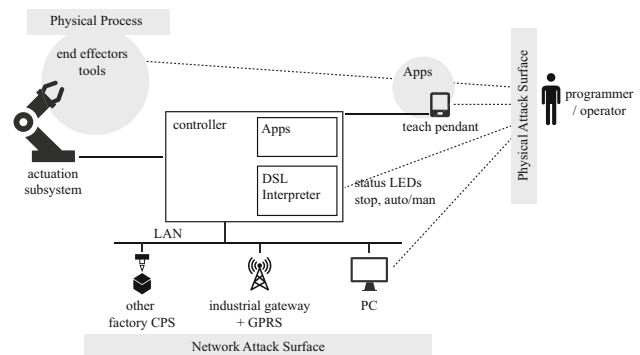 Physical Process
end effectors
tools
Apps
controller
Apps
teach pendant
Physical Attack Surface
programmer
/ operator
DSL
Interpreter
actuation
subsystem
status LEDs
stop, auto/man
LAN
other
factory CPS
industrial gateway
+ GPRS
PC
Network Attack Surface